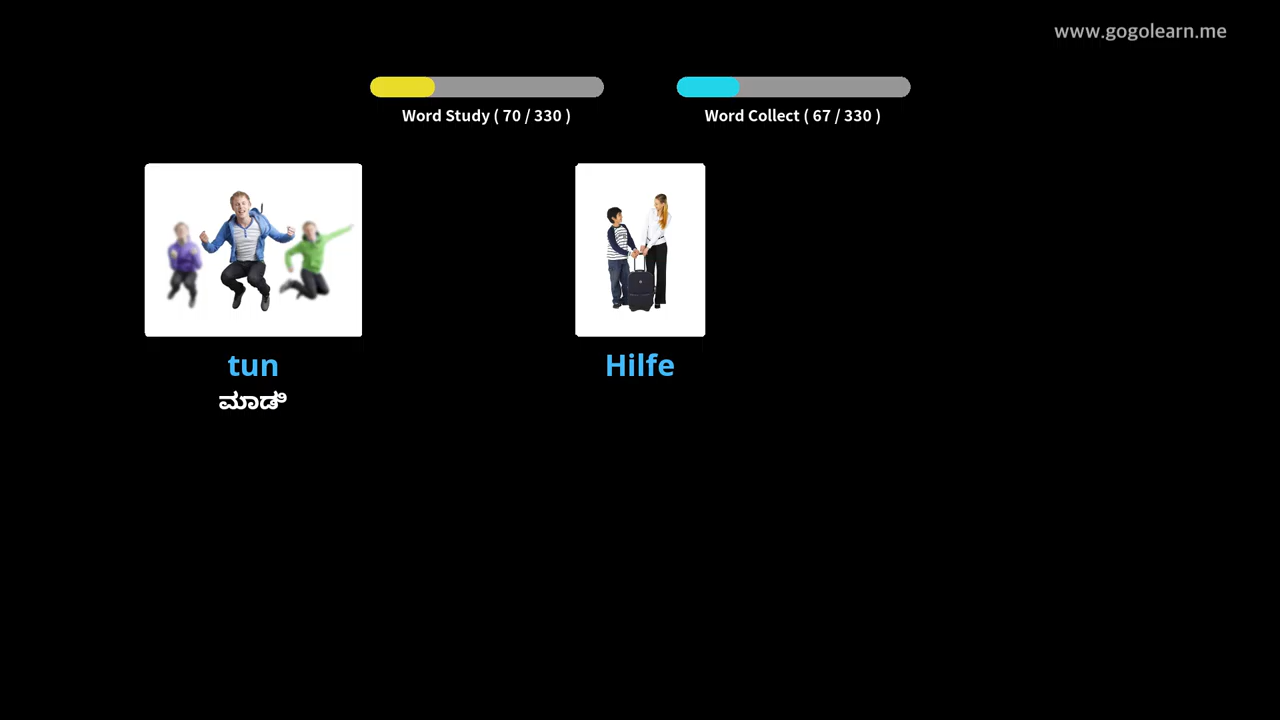 www.gogolearn.me
Word Study ( 70 / 330 )
Word Collect ( 67 / 330 )
tun
ಮಾಡಿ
Hilfe